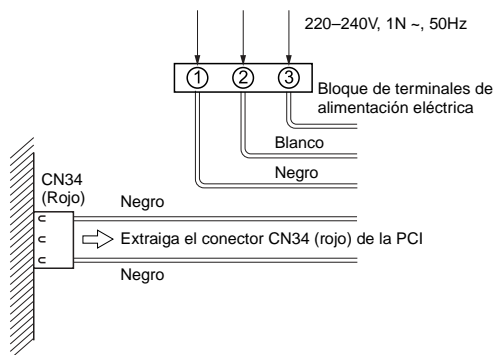 220–240V, 1N ~, 50Hz
1 2 3
Bloque de terminales de
alimentación eléctrica
Blanco
Negro
CN34
(Rojo)
Negro
Extraiga el conector CN34 (rojo) de la PCI
Negro